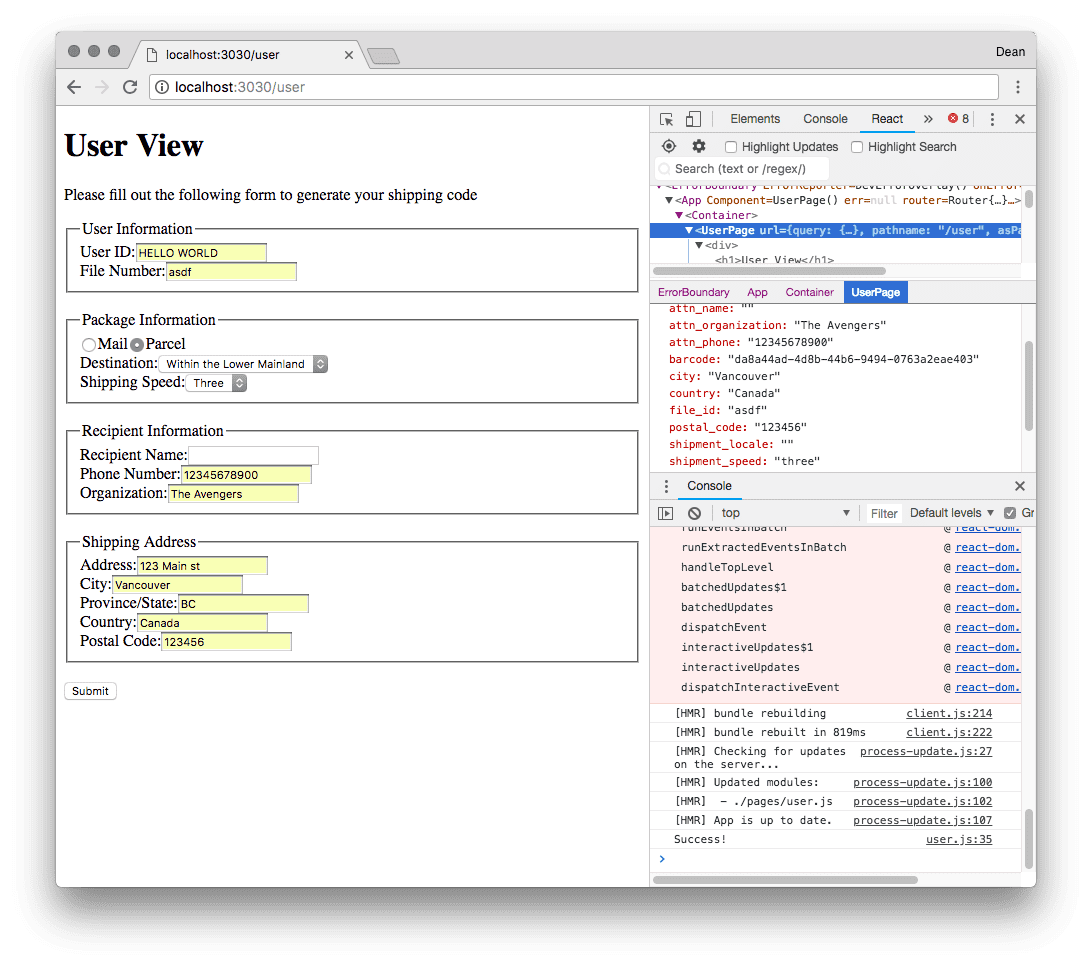 localhost:3030/user
Dean
localhost:3030/user
User View
Please fill out the following form to generate your shipping code
User Information
User ID: HELLO WORLD
File Number: asdf
Package Information
Mail Parcel
Destination: Within the Lower Mainland
Shipping Speed: Three
Recipient Information
Recipient Name:
Phone Number: 12345678900
Organization: The Avengers
Shipping Address
Address: 123 Main st
City: Vancouver
Province/State: BC
Country: Canada
Postal Code: 123456
Submit
Elements Console React » 8
Highlight Updates Highlight Search
Search (text or /regex/)
<ErrorBoundary ErrorReporter=DevErrorOverlay() onErro
<App Component=UserPage() err=null router=Router{…}…>
<Container>
<UserPage url={query: {…}, pathname: "/user", asPa
<div>
<h1>User View</h1>
ErrorBoundary App Container UserPage
attn_name: ""
attn_organization: "The Avengers"
attn_phone: "12345678900"
barcode: "da8a44ad-4d8b-44b6-9494-0763a2eae403"
city: "Vancouver"
country: "Canada"
file_id: "asdf"
postal_code: "123456"
shipment_locale: ""
shipment_speed: "three"
Console
top Filter Default levels Gr
runEventsInBatch @ react-dom.
runExtractedEventsInBatch @ react-dom.
handleTopLevel @ react-dom.
batchedUpdates$1 @ react-dom.
batchedUpdates @ react-dom.
dispatchEvent @ react-dom.
interactiveUpdates$1 @ react-dom.
interactiveUpdates @ react-dom.
dispatchInteractiveEvent @ react-dom.
[HMR] bundle rebuilding client.js:214
[HMR] bundle rebuilt in 819ms client.js:222
[HMR] Checking for updates process-update.js:27
on the server...
[HMR] Updated modules: process-update.js:100
[HMR]  - ./pages/user.js process-update.js:102
[HMR] App is up to date. process-update.js:107
Success! user.js:35
>